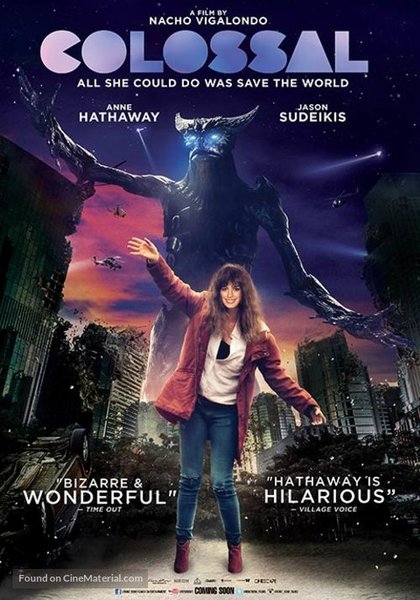 A FILM BY
NACHO VIGALONDO
COLOSSAL
ALL SHE COULD DO WAS SAVE THE WORLD
ANNE
HATHAWAY
JASON
SUDEIKIS
"BIZARRE &
WONDERFUL"
– TIME OUT
"HATHAWAY IS
HILARIOUS"
– VILLAGE VOICE
COMING SOON
Found on CineMaterial.com